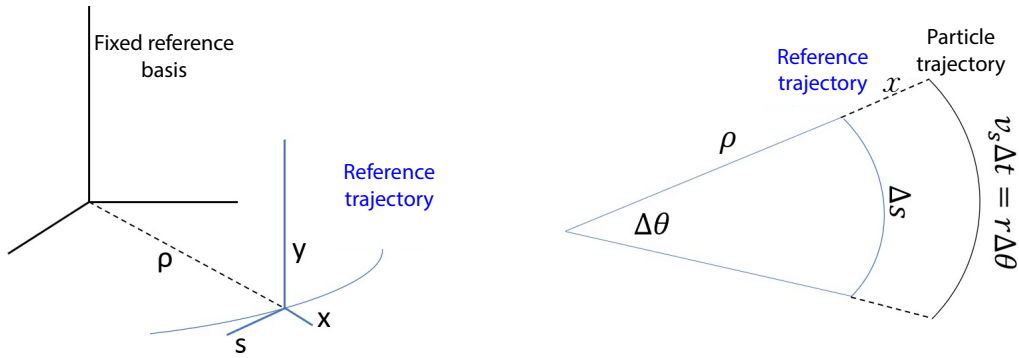 Fixed reference
basis
ρ
Reference
trajectory
y
x
s
Reference
trajectory
Particle
trajectory
x
ρ
Δθ
Δs
v_sΔt = rΔθ